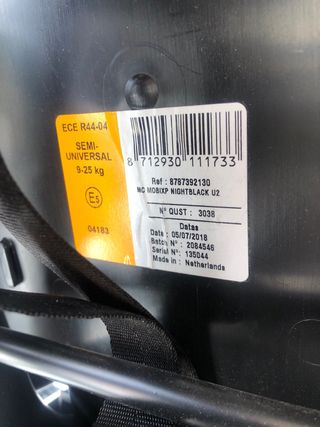 ECE R44-04
SEMI-
UNIVERSAL
9-25 kg
E5
04183
8 712930 111733
Ref : 8787392130
MC MOBIXP NIGHTBLACK U2
N° QUST : 3038
Datas
Date : 05/07/2018
Batch N° : 2084546
Serial N° : 135044
Made in : Netherlands